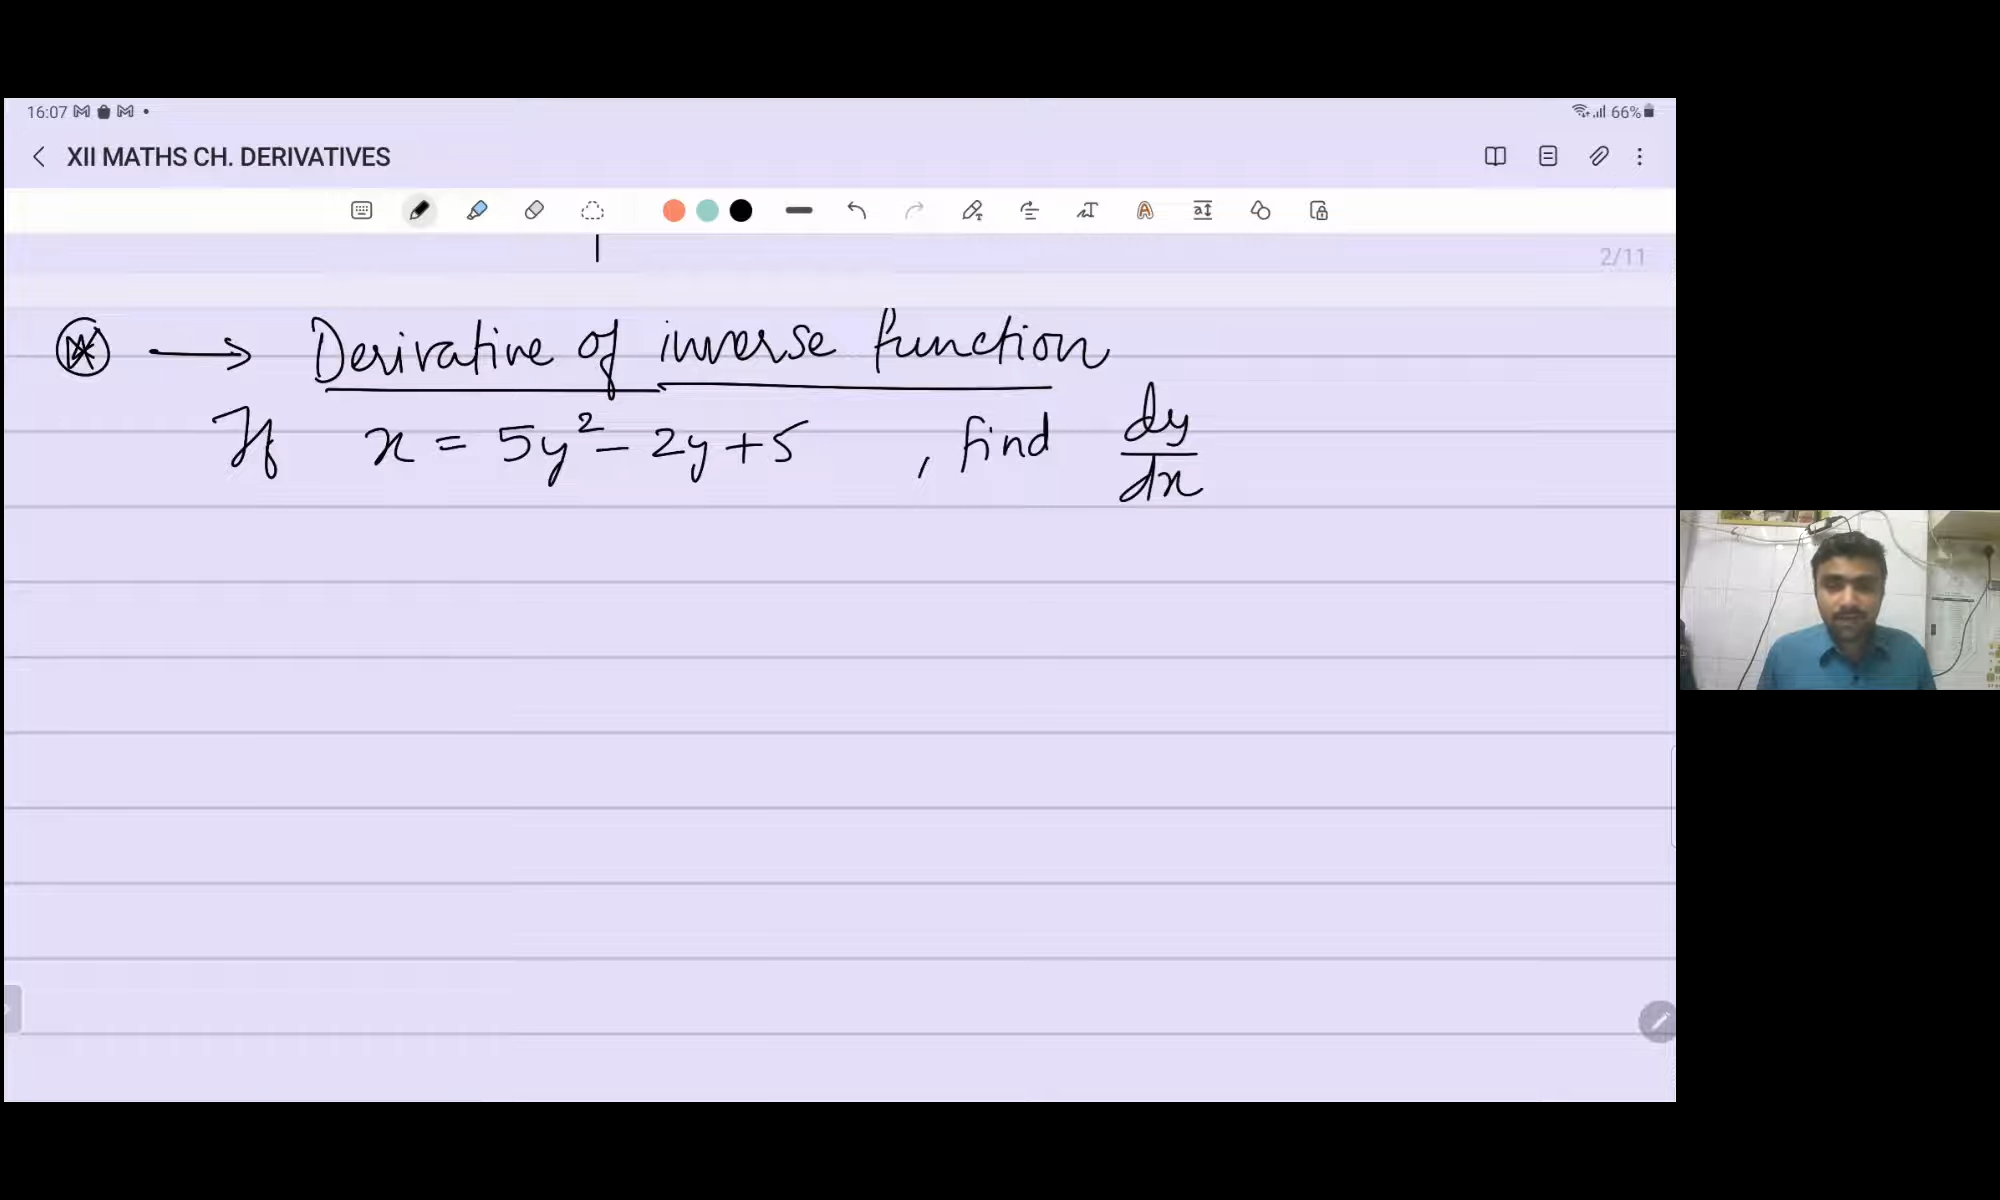 16:07
66%
XII MATHS CH. DERIVATIVES
2/11
Derivative of inverse function
If x = 5y² - 2y + 5 , find dy/dx